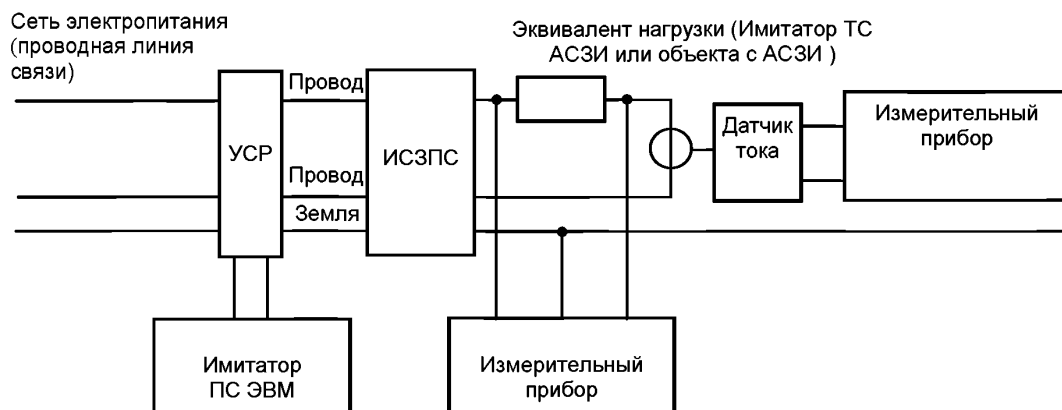 Сеть электропитания
(проводная линия
связи)
Эквивалент нагрузки (Имитатор ТС
АСЗИ или объекта с АСЗИ )
Провод
УСР
ИСЗПС
Провод
Земля
Датчик
тока
Измерительный
прибор
Имитатор
ПС ЭВМ
Измерительный
прибор